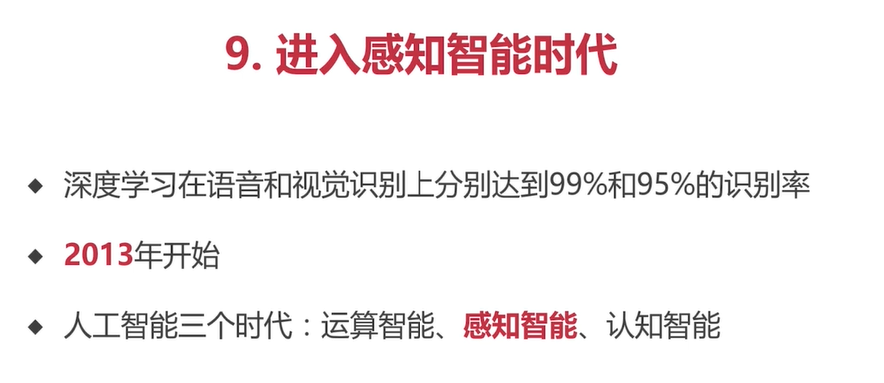 9. 进入感知智能时代
◆ 深度学习在语音和视觉识别上分别达到99%和95%的识别率
◆ 2013年开始
◆ 人工智能三个时代：运算智能、感知智能、认知智能